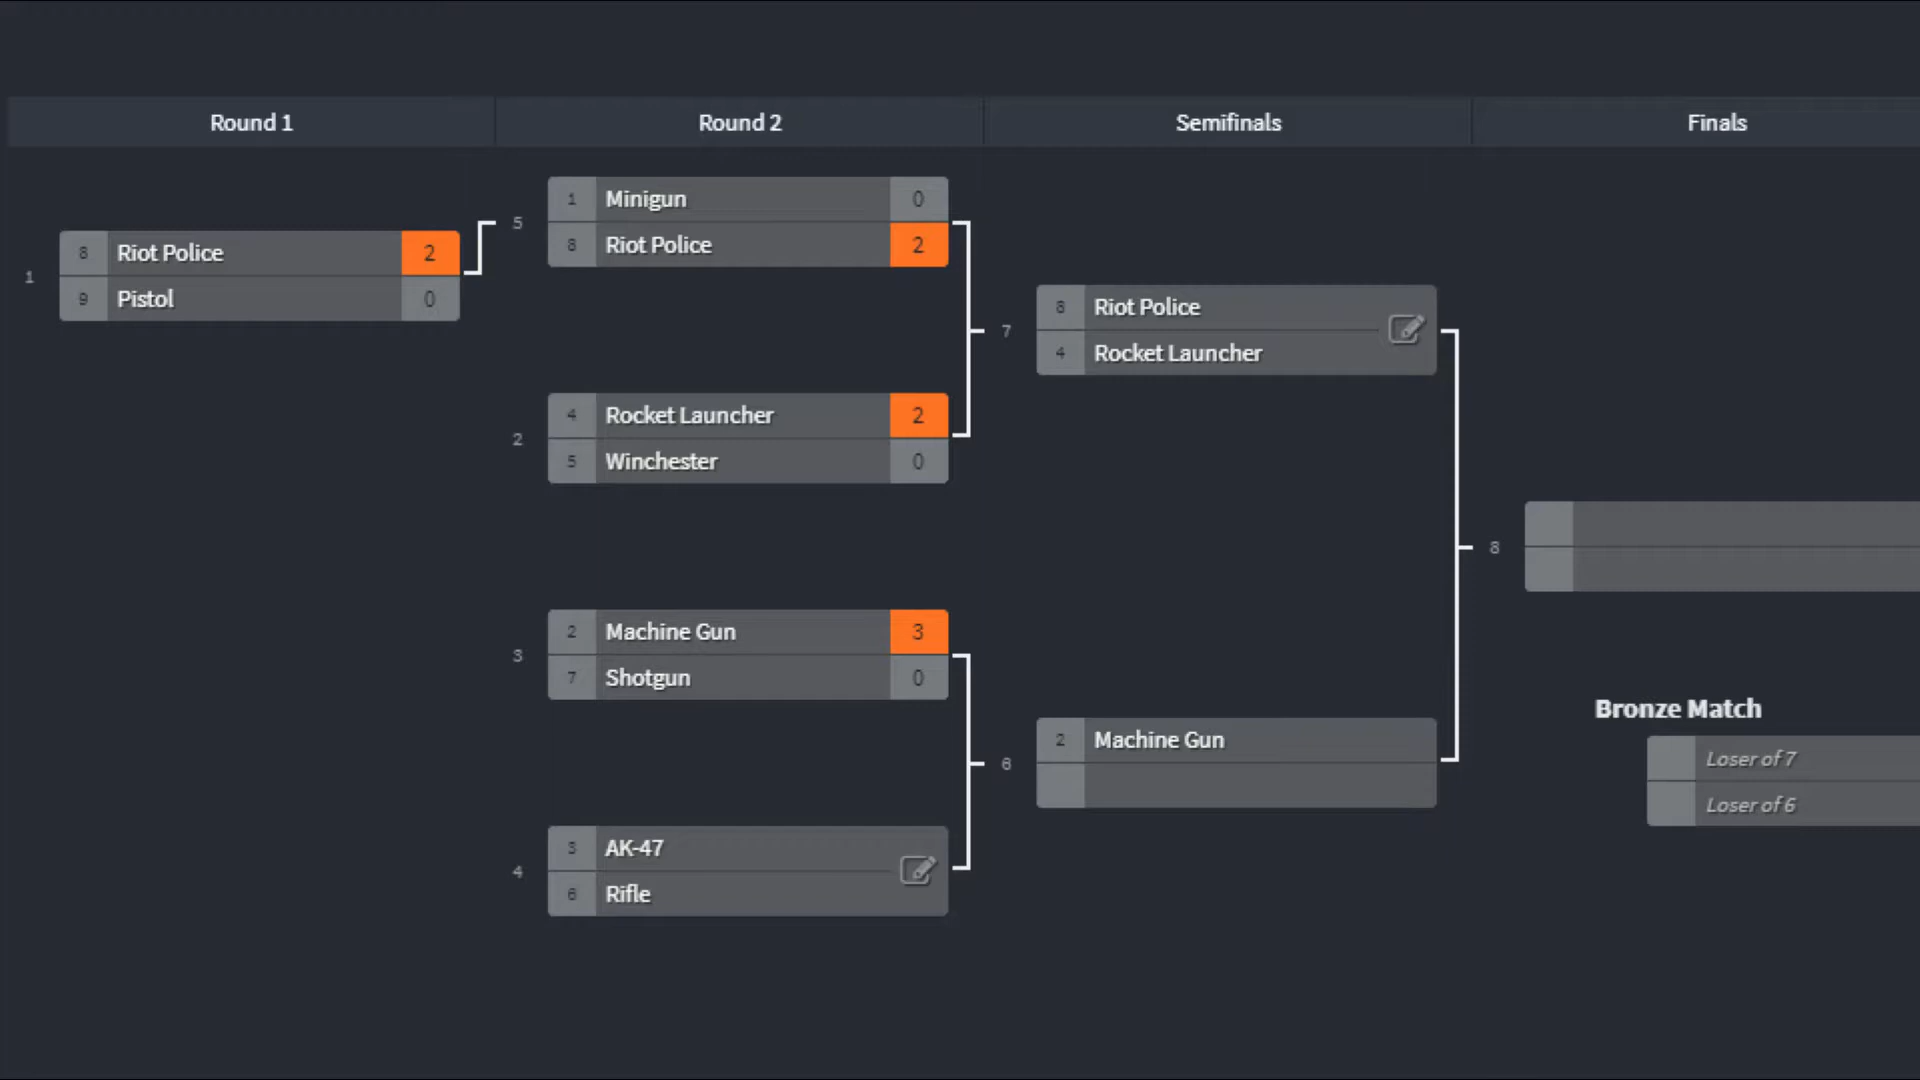 Round 1
Round 2
Semifinals
Finals
1
8 Riot Police 2
9 Pistol 0
5
1 Minigun 0
8 Riot Police 2
2
4 Rocket Launcher 2
5 Winchester 0
3
2 Machine Gun 3
7 Shotgun 0
4
3 AK-47
6 Rifle
7
8 Riot Police
4 Rocket Launcher
6
2 Machine Gun
8
Bronze Match
Loser of 7
Loser of 6